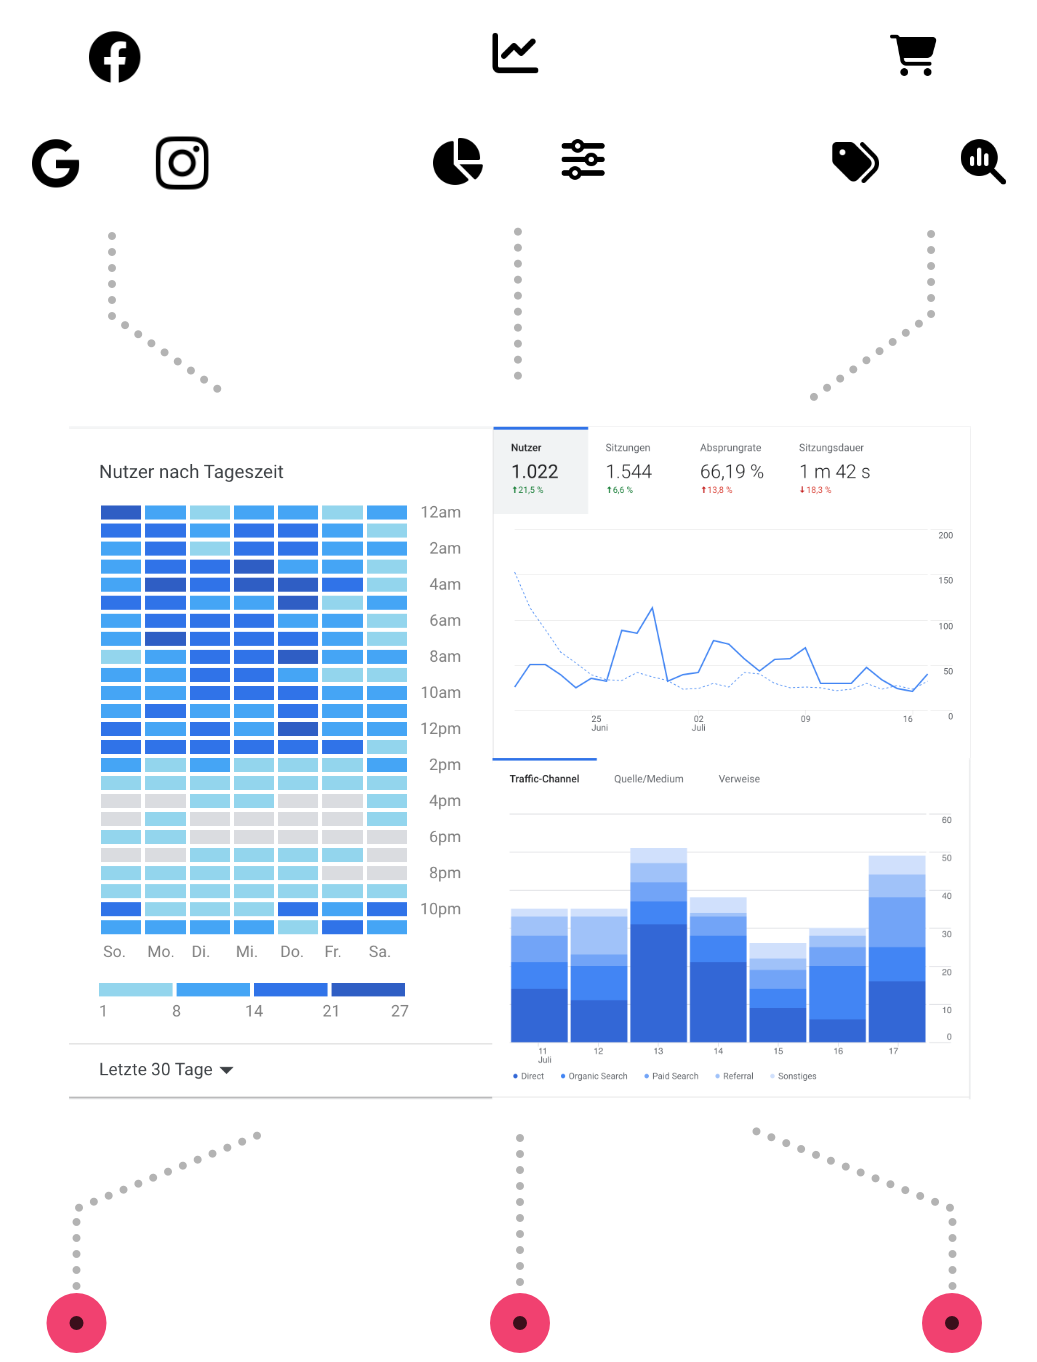 Nutzer nach Tageszeit
12am
2am
4am
6am
8am
10am
12pm
2pm
4pm
6pm
8pm
10pm
So. Mo. Di. Mi. Do. Fr. Sa.
1 8 14 21 27
Letzte 30 Tage
Nutzer Sitzungen Absprungrate Sitzungsdauer
1.022 1.544 66,19 % 1 m 42 s
21,5 % 6,6 % 13,8 % 18,3 %
200
150
100
50
0
25 02 09 16
Juni Juli
Traffic-Channel Quelle/Medium Verweise
60
50
40
30
20
10
0
11 12 13 14 15 16 17
Juli
Direct Organic Search Paid Search Referral Sonstiges